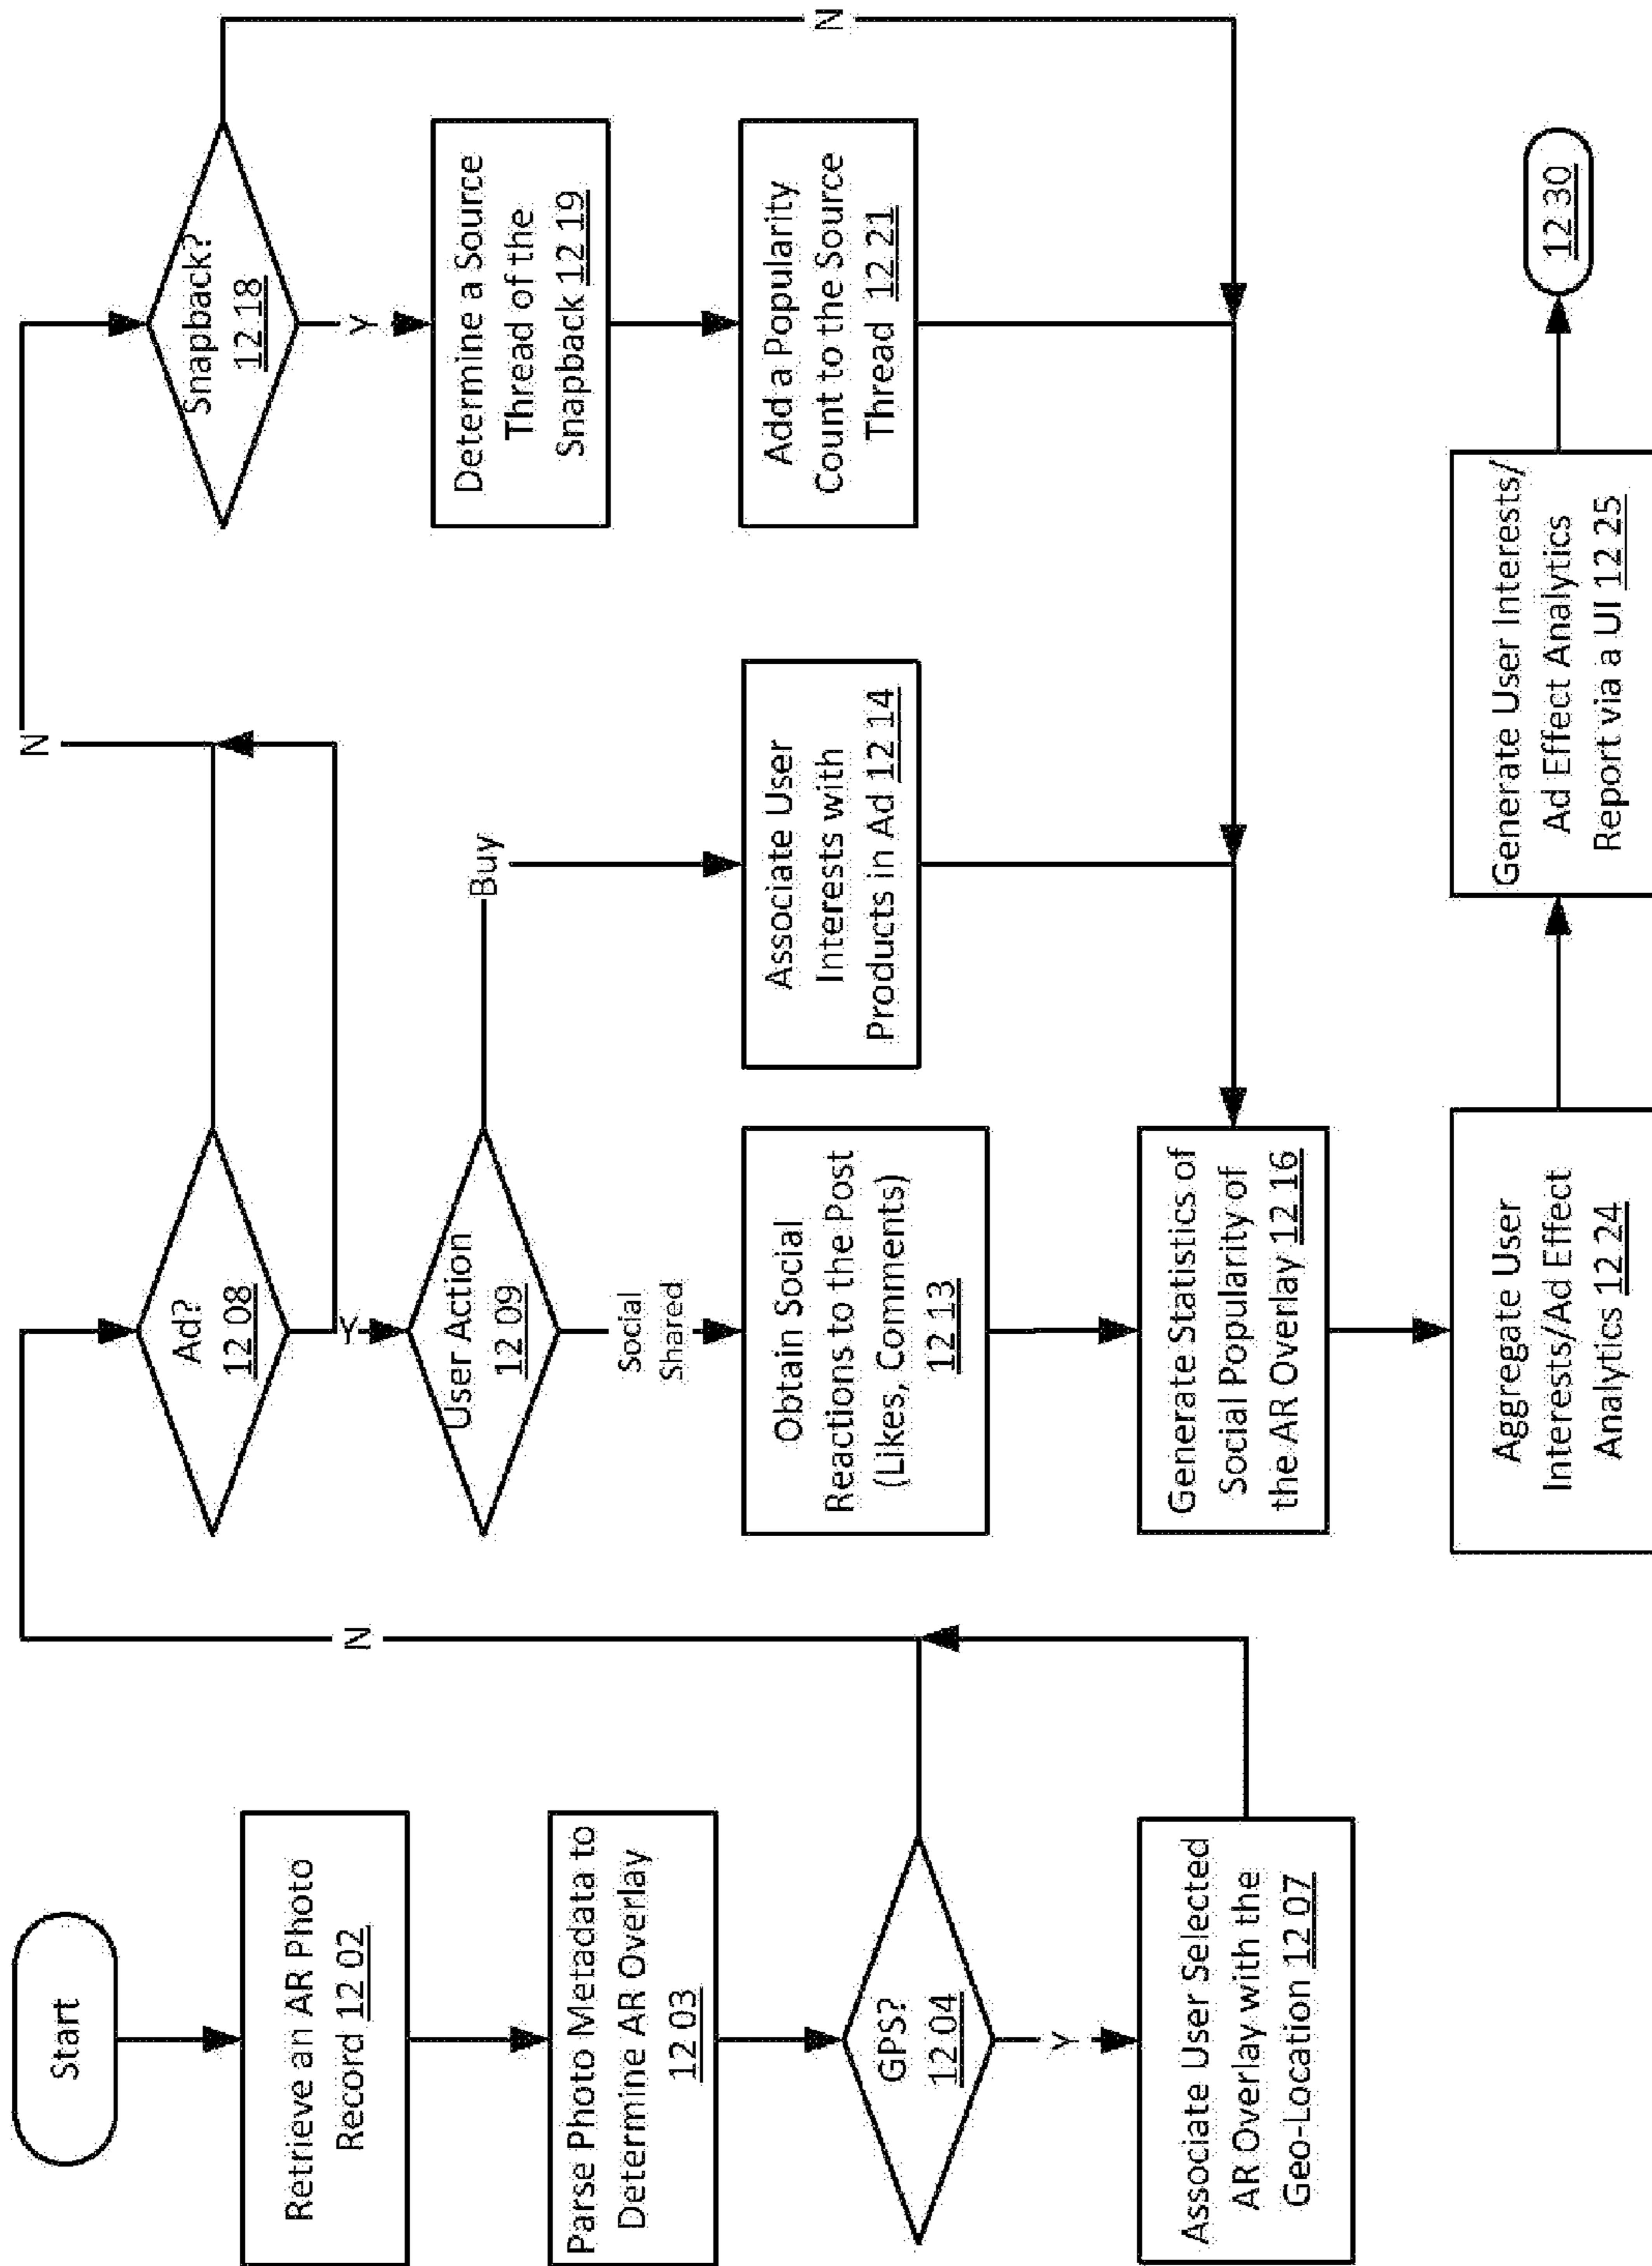 Start
Retrieve an AR Photo
Record 12 02
Parse Photo Metadata to
Determine AR Overlay
12 03
GPS?
12 04
N
Y
Associate User Selected
AR Overlay with the
Geo-Location 12 07
Ad?
12 08
N
Y
User Action
12 09
Buy
Social
Shared
Obtain Social
Reactions to the Post
(Likes, Comments)
12 13
Associate User
Interests with
Products in Ad 12 14
Generate Statistics of
Social Popularity of
the AR Overlay 12 16
Snapback?
12 18
N
Y
Determine a Source
Thread of the
Snapback 12 19
Add a Popularity
Count to the Source
Thread 12 21
Aggregate User
Interests/Ad Effect
Analytics 12 24
Generate User Interests/
Ad Effect Analytics
Report via a UI 12 25
12 30